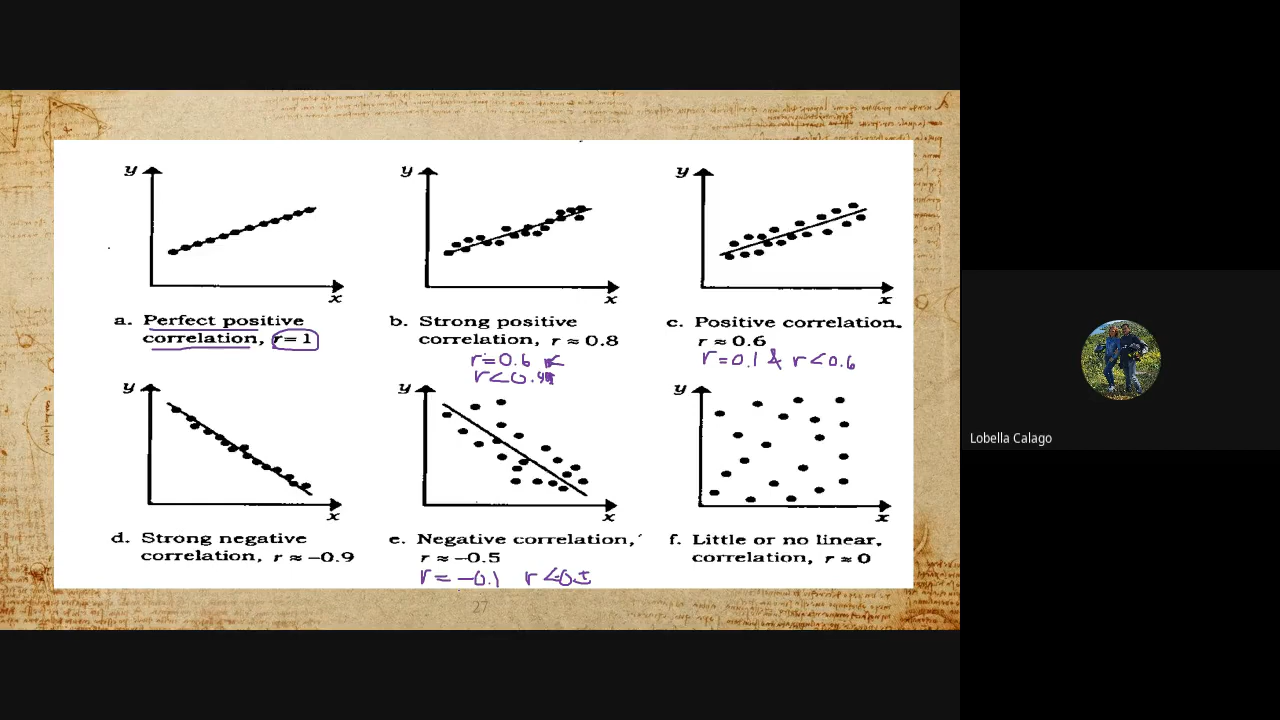 y
y
y
x
x
x
a. Perfect positive
correlation, r = 1
b. Strong positive
correlation, r ≈ 0.8
r = 0.6 &
r < 0.9
c. Positive correlation.
r ≈ 0.6
r = 0.1 & r < 0.6
y
y
y
x
x
x
d. Strong negative
correlation, r ≈ −0.9
e. Negative correlation,
r ≈ −0.5
r = −0.1 r <
f. Little or no linear.
correlation, r ≈ 0
27
Lobella Calago